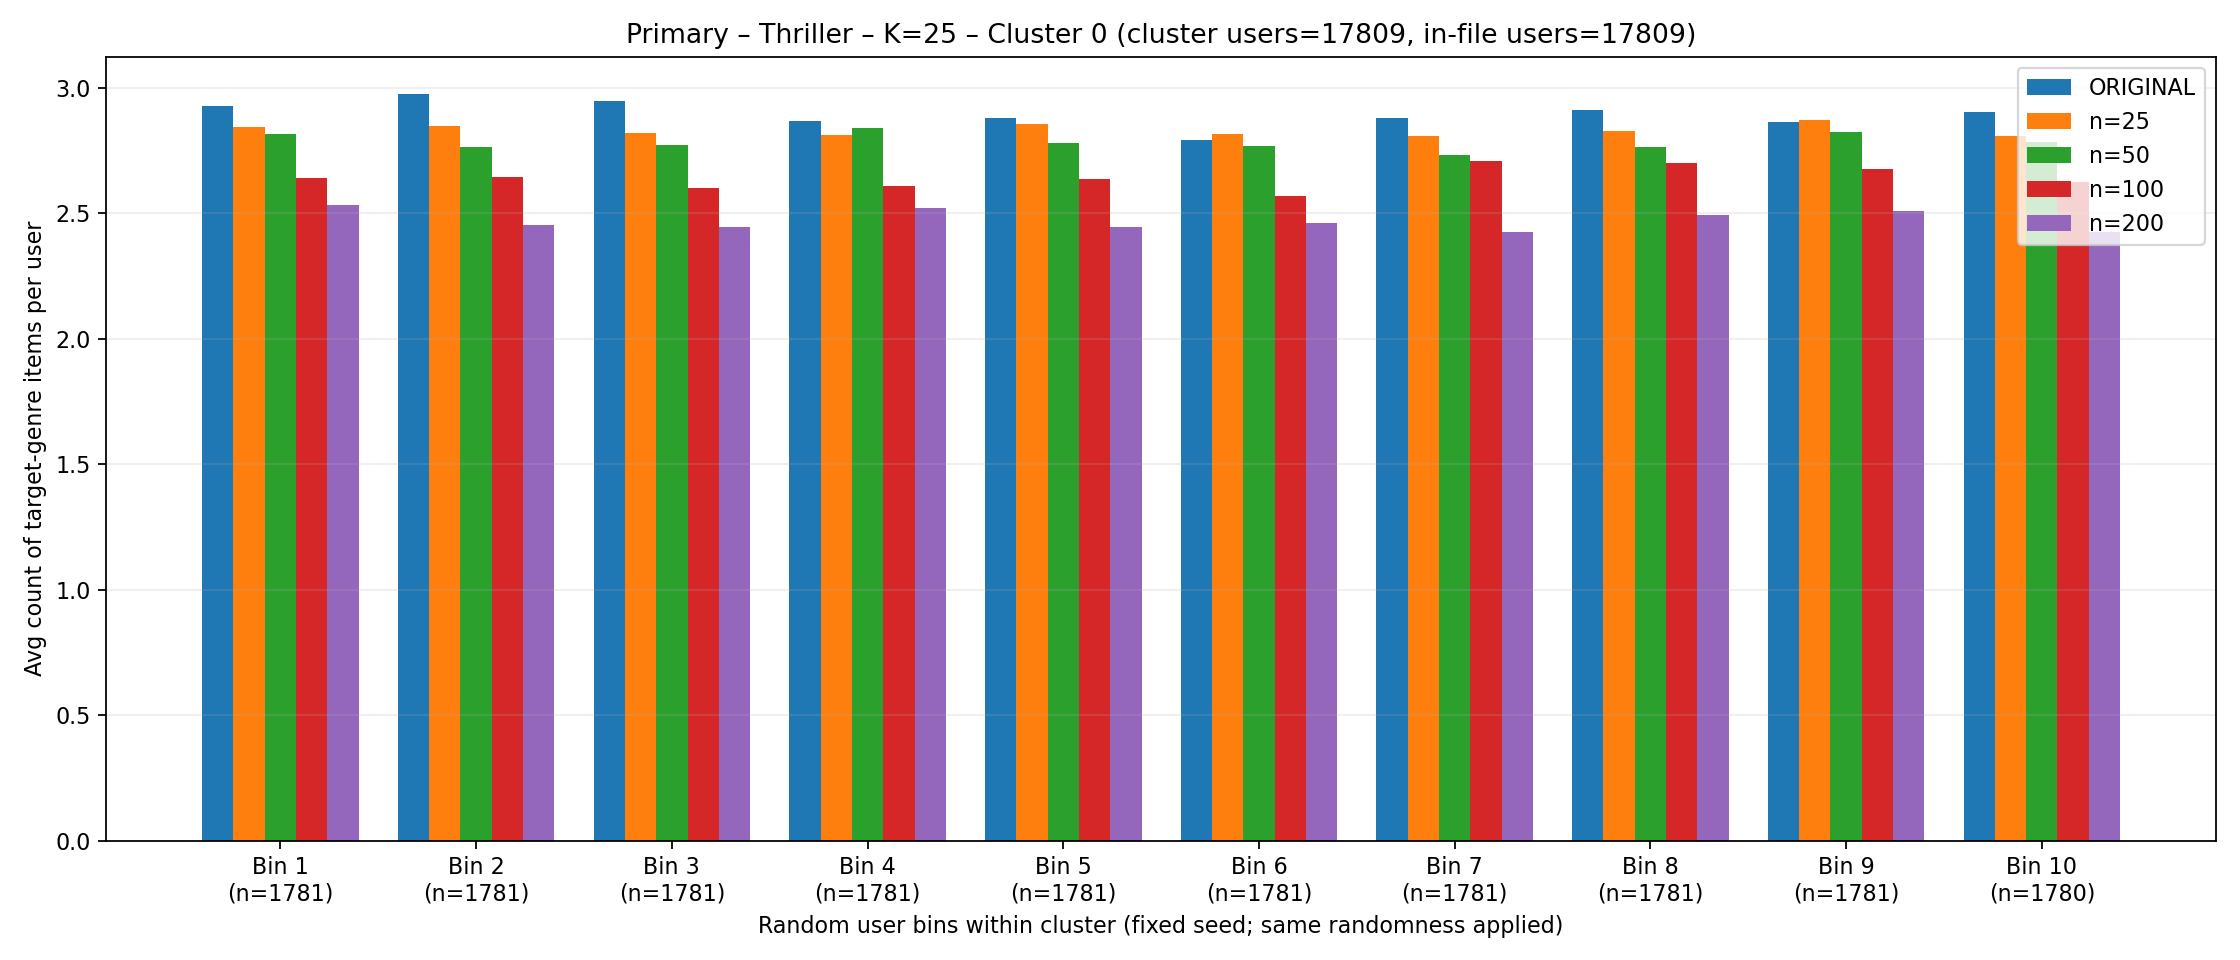 Primary – Thriller – K=25 – Cluster 0 (cluster users=17809, in-file users=17809)
Avg count of target-genre items per user
3.0
2.5
2.0
1.5
1.0
0.5
0.0
ORIGINAL
n=25
n=50
n=100
n=200
Bin 1 Bin 2 Bin 3 Bin 4 Bin 5 Bin 6 Bin 7 Bin 8 Bin 9 Bin 10
(n=1781) (n=1781) (n=1781) (n=1781) (n=1781) (n=1781) (n=1781) (n=1781) (n=1781) (n=1780)
Random user bins within cluster (fixed seed; same randomness applied)